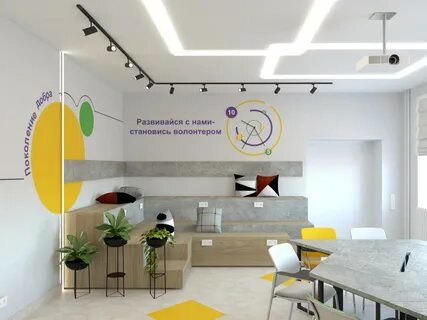 Поколение Добра
Развивайся с нами-
становись волонтером
10
5